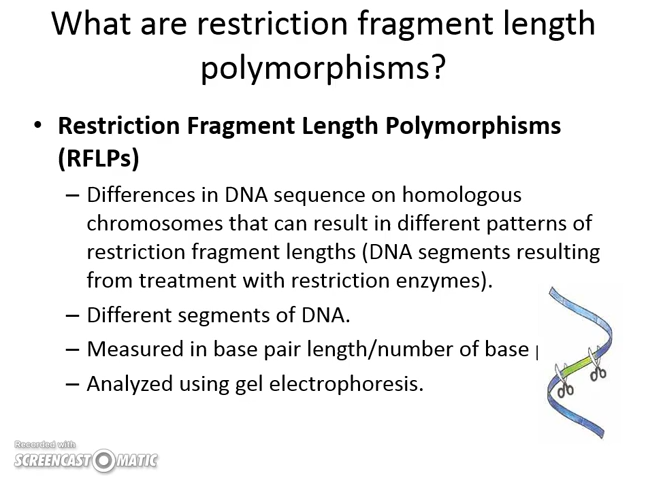 What are restriction fragment length
polymorphisms?
• Restriction Fragment Length Polymorphisms
(RFLPs)
– Differences in DNA sequence on homologous
chromosomes that can result in different patterns of
restriction fragment lengths (DNA segments resulting
from treatment with restriction enzymes).
– Different segments of DNA.
– Measured in base pair length/number of base
– Analyzed using gel electrophoresis.
Recorded with
SCREENCAST-O-MATIC